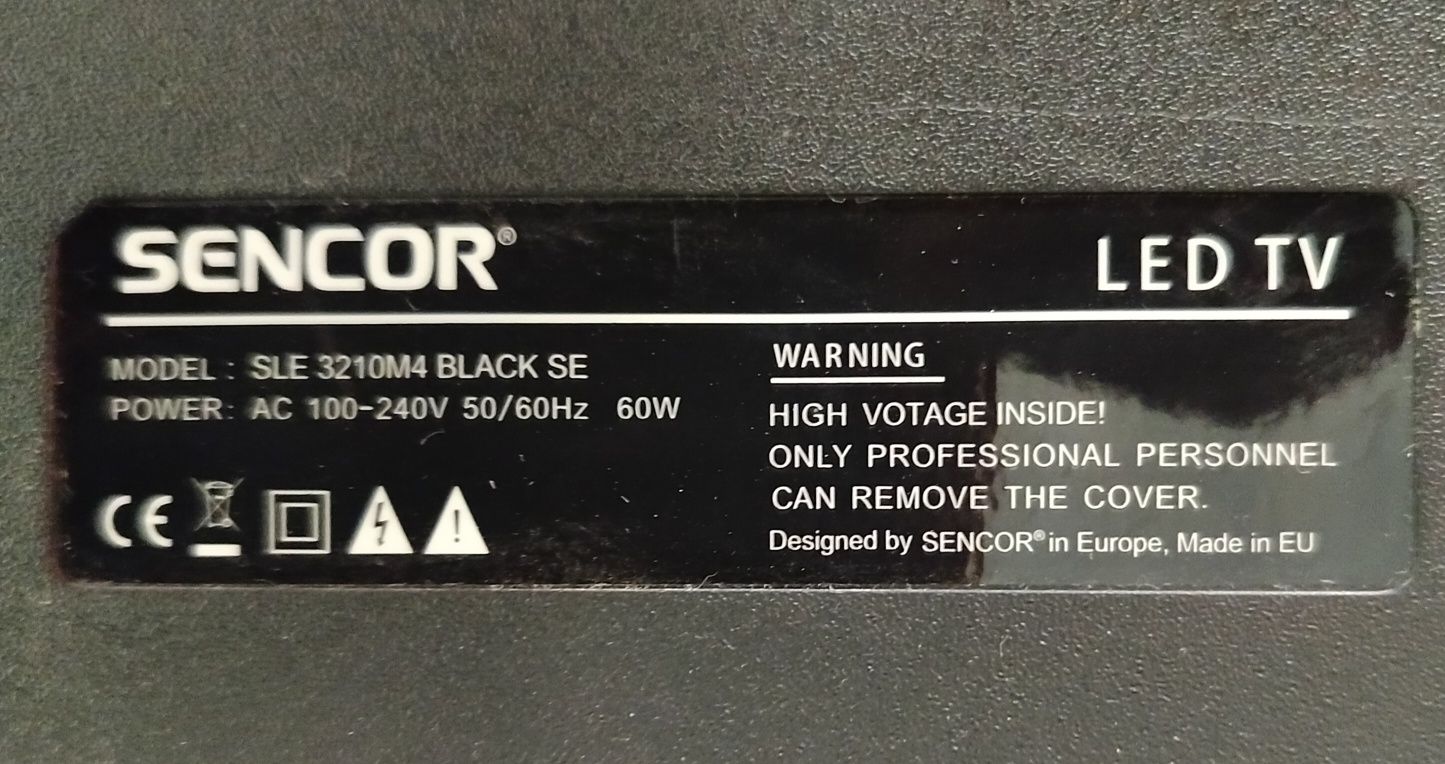 SENCOR®
LED TV
MODEL : SLE 3210M4 BLACK SE
POWER: AC 100-240V 50/60Hz 60W
CE
WARNING
HIGH VOTAGE INSIDE!
ONLY PROFESSIONAL PERSONNEL
CAN REMOVE THE COVER.
Designed by SENCOR® in Europe, Made in EU